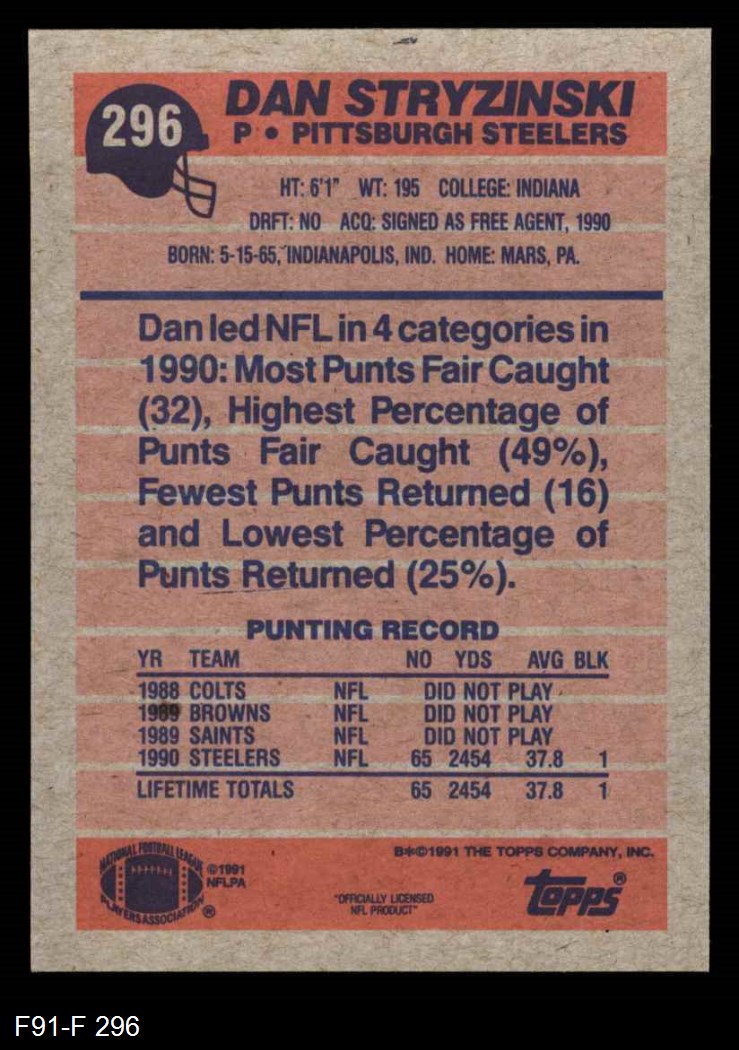 296
DAN STRYZINSKI
P • PITTSBURGH STEELERS
HT: 6'1" WT: 195 COLLEGE: INDIANA
DRFT: NO ACQ: SIGNED AS FREE AGENT, 1990
BORN: 5-15-65, INDIANAPOLIS, IND. HOME: MARS, PA.
Dan led NFL in 4 categories in
1990: Most Punts Fair Caught
(32), Highest Percentage of
Punts Fair Caught (49%),
Fewest Punts Returned (16)
and Lowest Percentage of
Punts Returned (25%).
PUNTING RECORD
YR TEAM NO YDS AVG BLK
1988 COLTS NFL DID NOT PLAY
1989 BROWNS NFL DID NOT PLAY
1989 SAINTS NFL DID NOT PLAY
1990 STEELERS NFL 65 2454 37.8 1
LIFETIME TOTALS 65 2454 37.8 1
NATIONAL FOOTBALL LEAGUE
PLAYERS ASSOCIATION ®
©1991
NFLPA
B*©1991 THE TOPPS COMPANY, INC.
"OFFICIALLY LICENSED
NFL PRODUCT"
topps®
F91-F 296